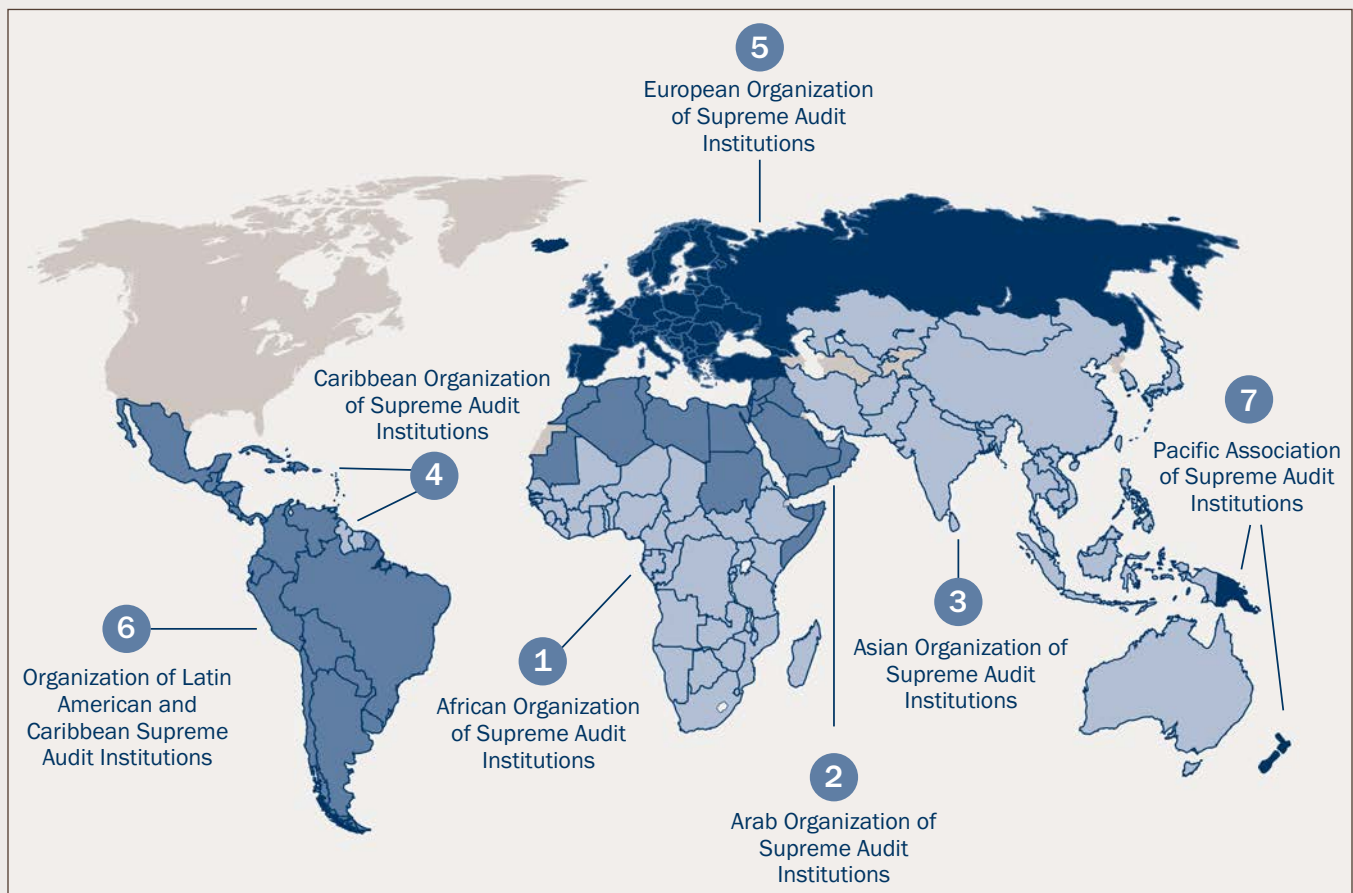 5
European Organization
of Supreme Audit
Institutions
Caribbean Organization
of Supreme Audit
Institutions
4
7
Pacific Association
of Supreme Audit
Institutions
6
Organization of Latin
American and
Caribbean Supreme
Audit Institutions
1
African Organization
of Supreme Audit
Institutions
3
Asian Organization of
Supreme Audit
Institutions
2
Arab Organization of
Supreme Audit
Institutions